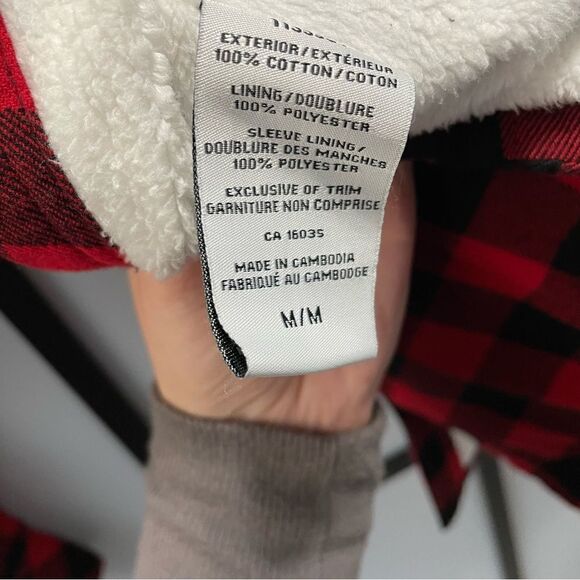 EXTERIOR/EXTÉRIEUR
100% COTTON/COTON
LINING/DOUBLURE
100% POLYESTER
SLEEVE LINING/
DOUBLURE DES MANCHES
100% POLYESTER
EXCLUSIVE OF TRIM
GARNITURE NON COMPRISE
CA 16035
MADE IN CAMBODIA
FABRIQUÉ AU CAMBODGE
M/M